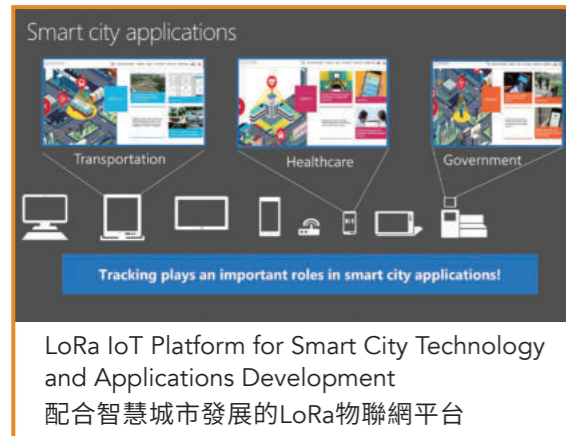 Smart city applications
Transportation
Healthcare
Government
Tracking plays an important roles in smart city applications!
LoRa IoT Platform for Smart City Technology
and Applications Development
配合智慧城市發展的LoRa物聯網平台